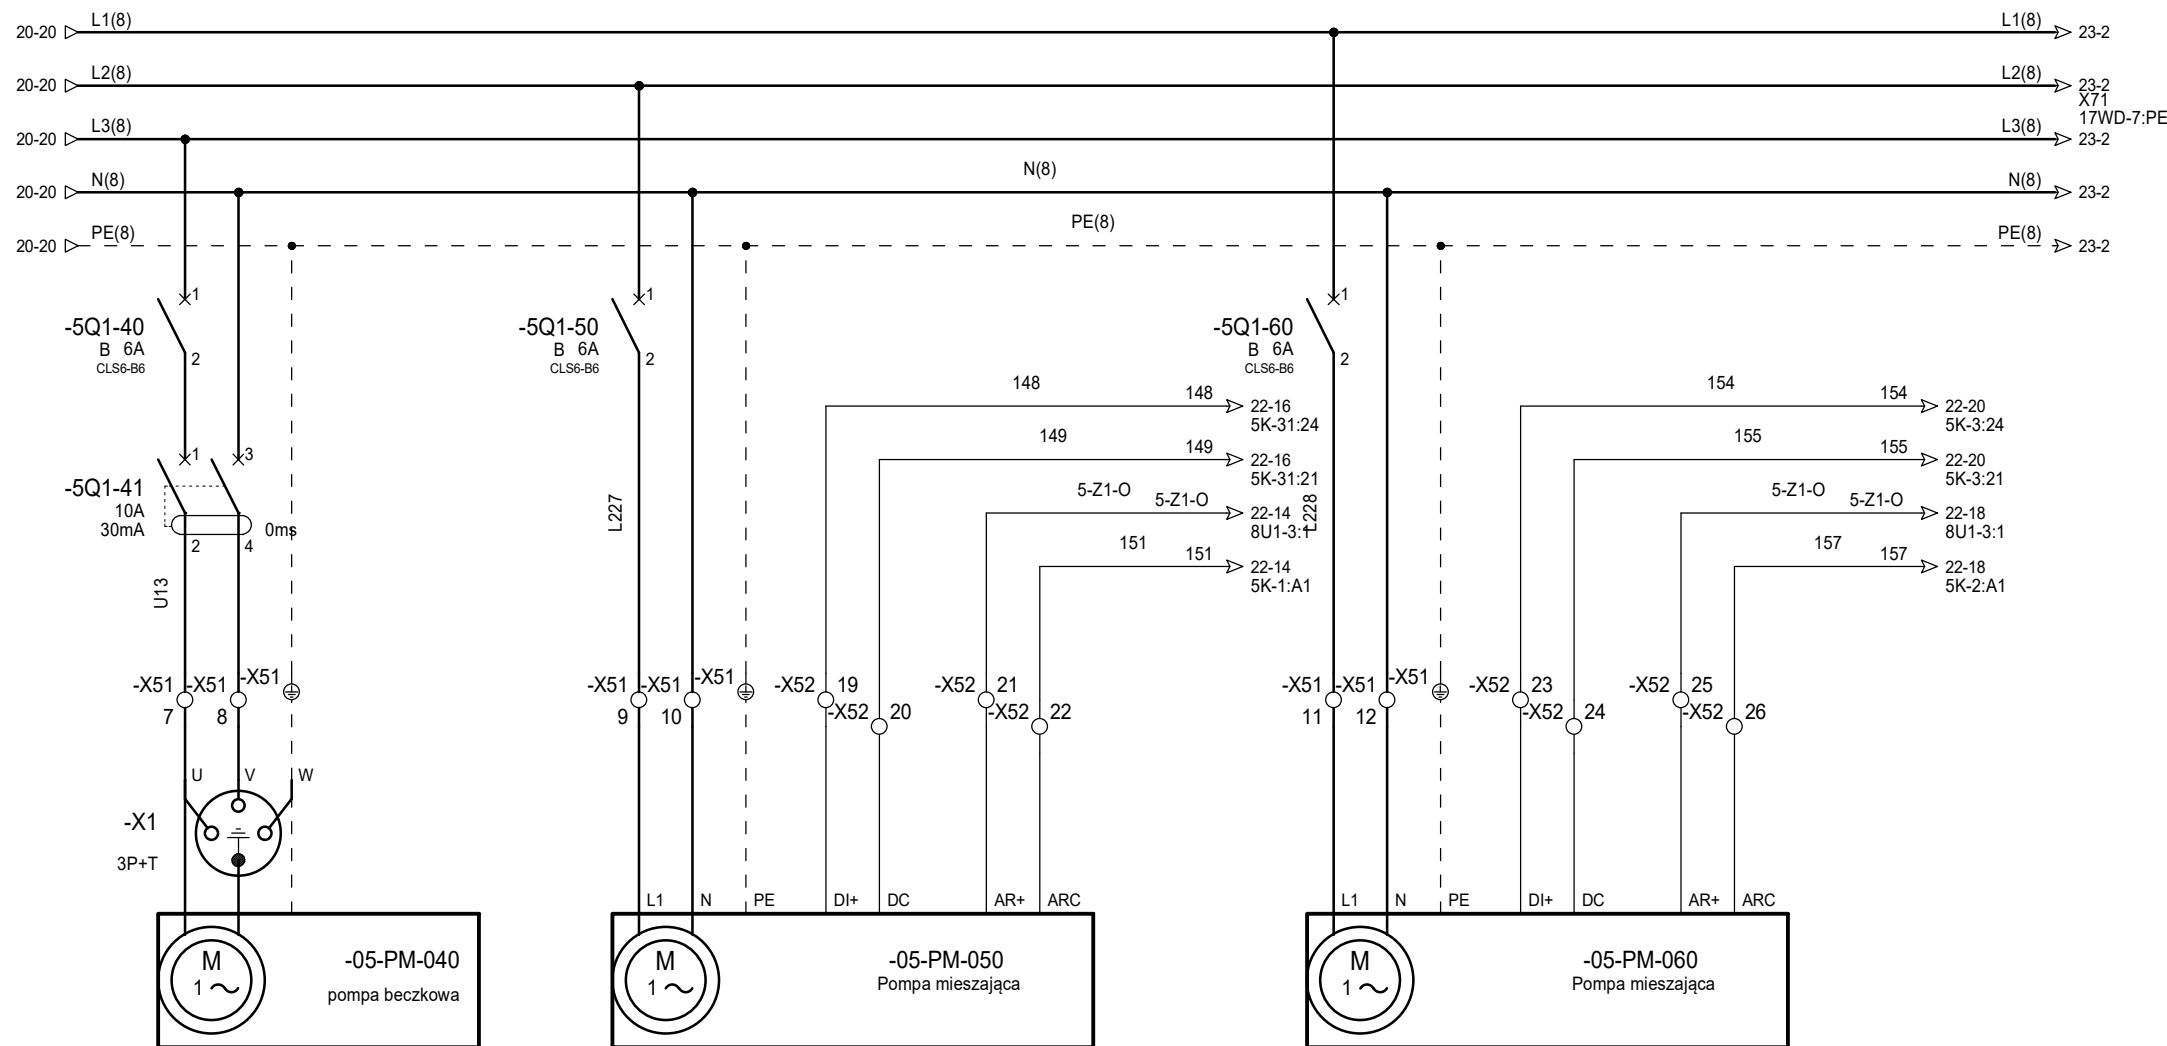 L1(8) L1(8)
20-20 23-2
L2(8) L2(8)
20-20 23-2
X71
17WD-7:PE
L3(8) L3(8)
20-20 23-2
N(8) N(8) N(8)
20-20 23-2
PE(8) PE(8) PE(8)
20-20 23-2
1 1 1
-5Q1-40 -5Q1-50 -5Q1-60
B 6A B 6A B 6A
2 2 2
CLS6-B6 CLS6-B6 CLS6-B6
148 148 22-16
5K-31:24
149 149 22-16
5K-31:21
5-Z1-O 5-Z1-O 22-14
8U1-3:1
151 151 22-14
5K-1:A1
154 154 22-20
5K-3:24
155 155 22-20
5K-3:21
5-Z1-O 5-Z1-O 22-18
8U1-3:1
157 157 22-18
5K-2:A1
1 3
-5Q1-41
10A
30mA 0ms
2 4
U13
L227
L228
-X51 -X51 -X51
7 8
-X51 -X51 -X51
9 10
-X52 19
-X52 20
-X52 21
-X52 22
-X51 -X51 -X51
11 12
-X52 23
-X52 24
-X52 25
-X52 26
U V W
-X1
3P+T
L1 N PE DI+ DC AR+ ARC
L1 N PE DI+ DC AR+ ARC
M
1
-05-PM-040
pompa beczkowa
M
1
-05-PM-050
Pompa mieszająca
M
1
-05-PM-060
Pompa mieszająca